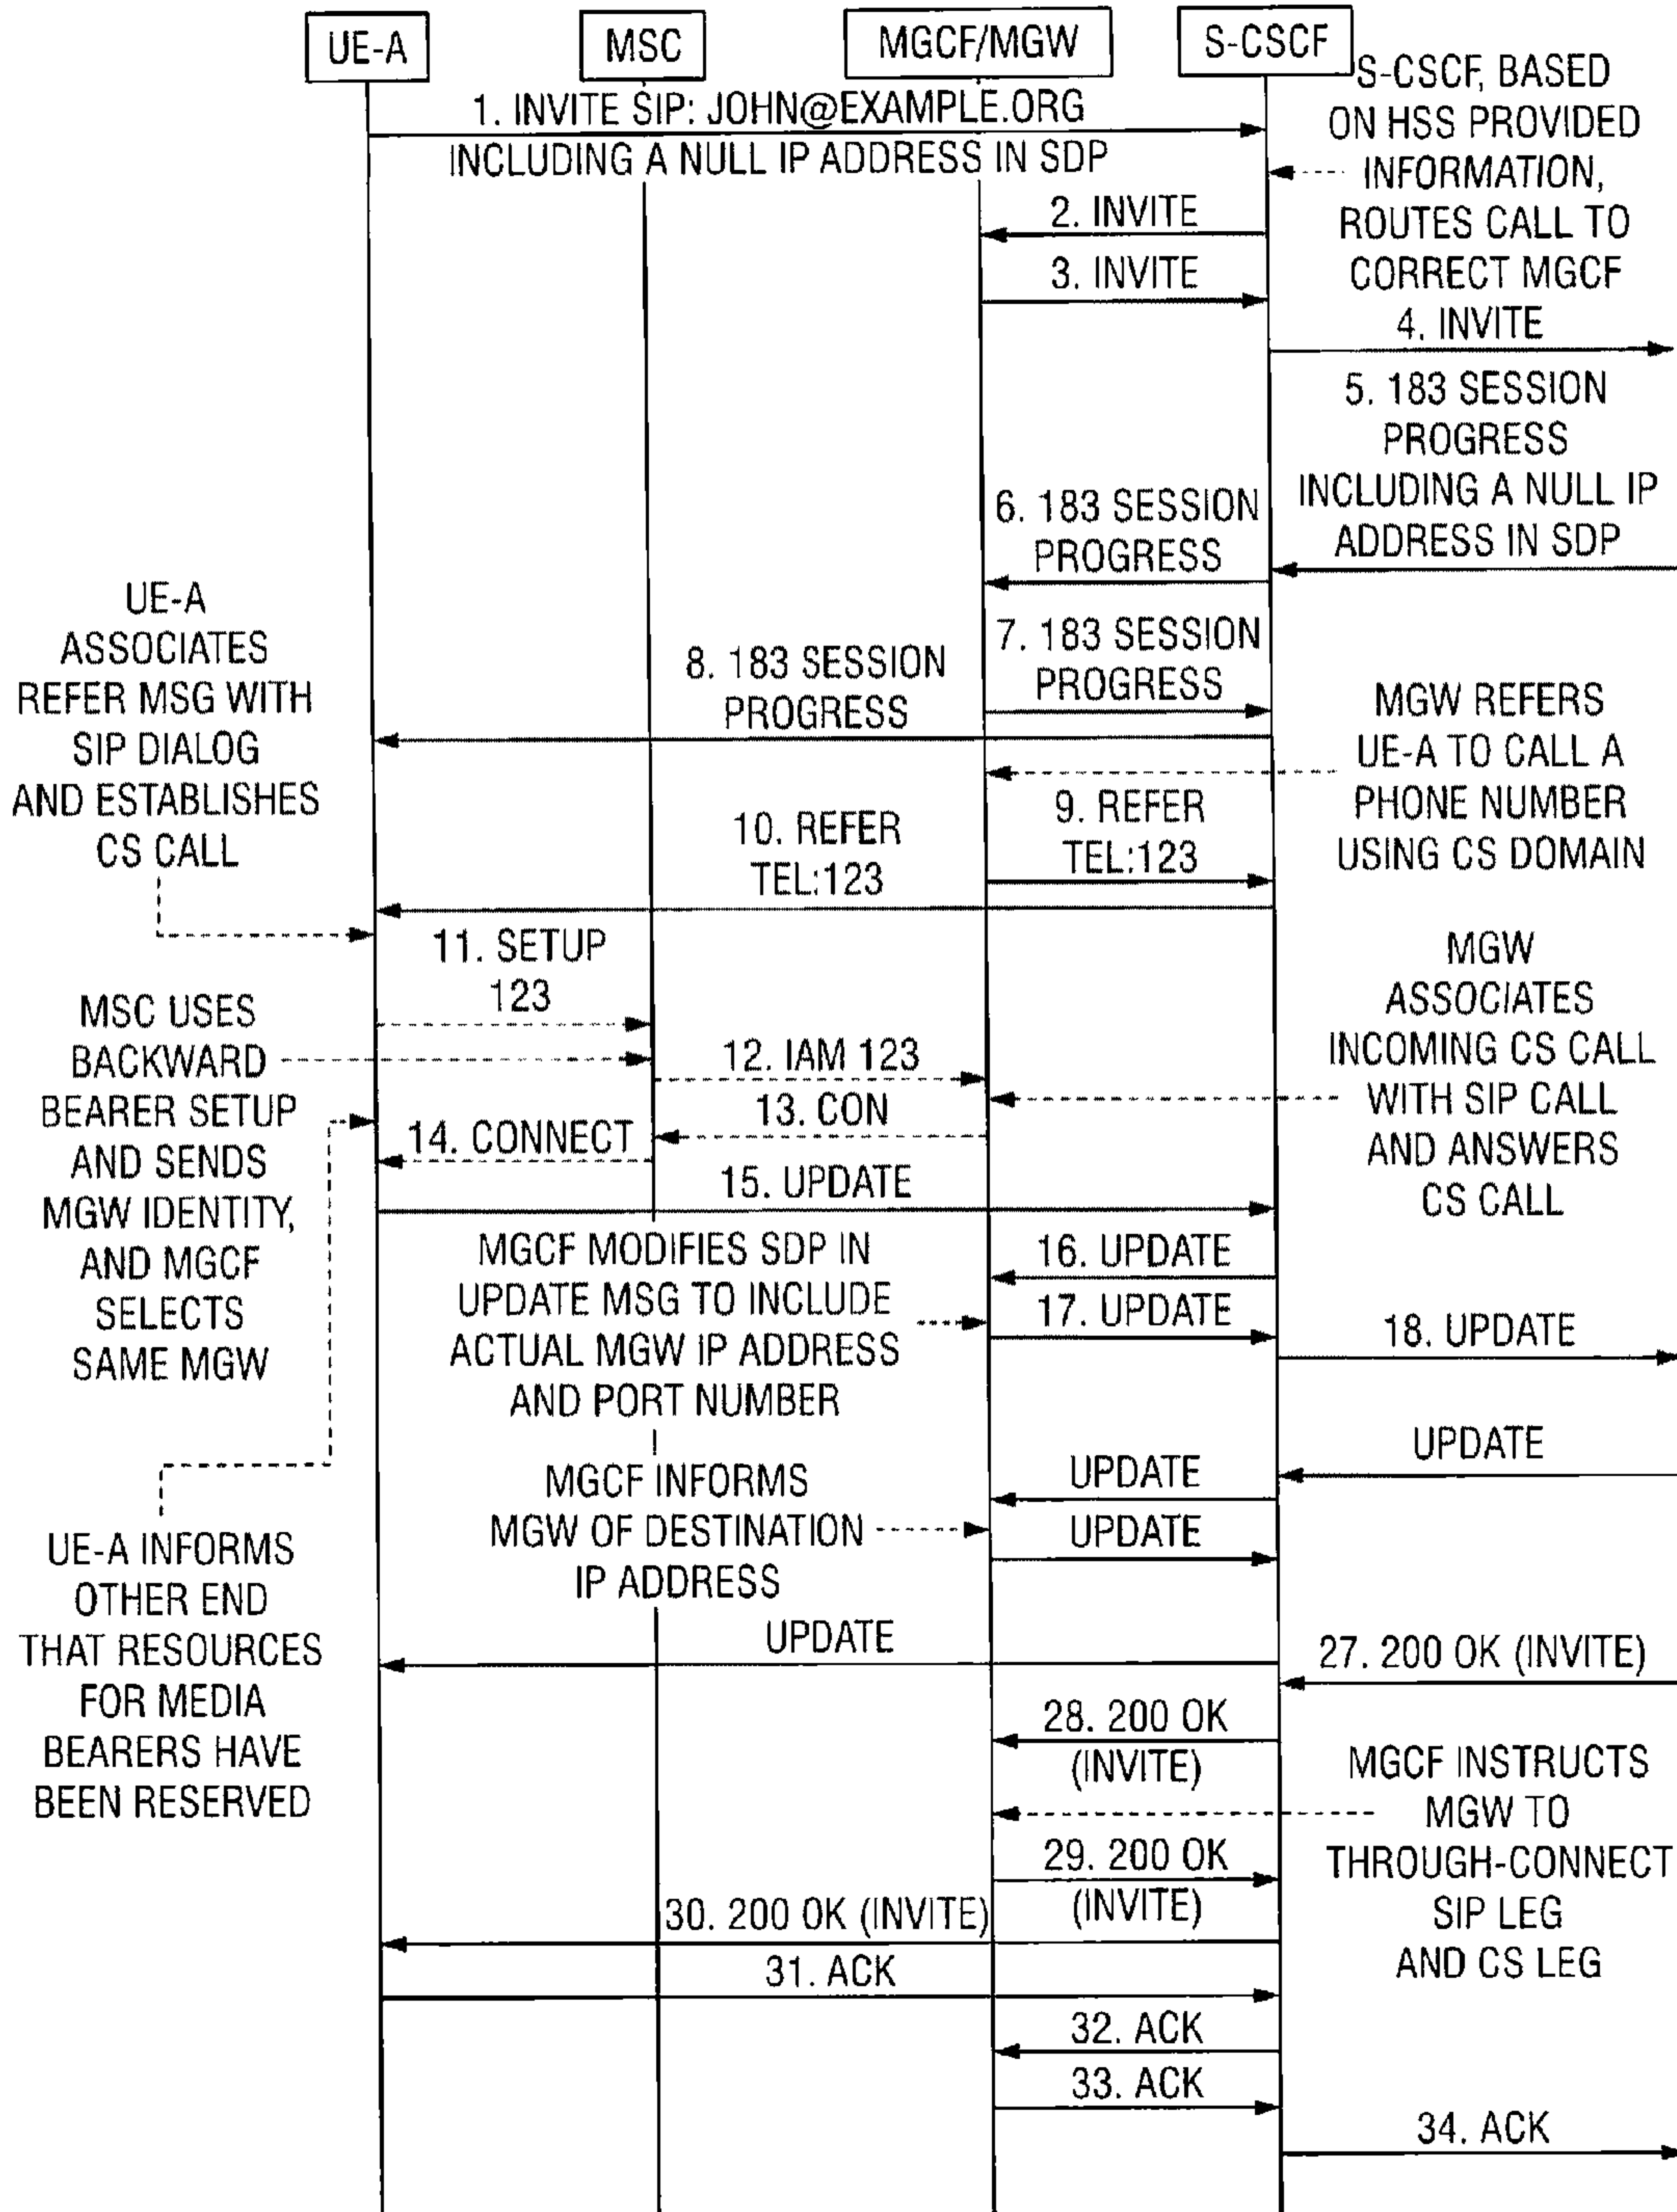 UE-A
MSC
MGCF/MGW
S-CSCF
S-CSCF, BASED
ON HSS PROVIDED
INFORMATION,
ROUTES CALL TO
CORRECT MGCF
1. INVITE SIP: JOHN@EXAMPLE.ORG
INCLUDING A NULL IP ADDRESS IN SDP
2. INVITE
3. INVITE
4. INVITE
5. 183 SESSION
PROGRESS
INCLUDING A NULL IP
ADDRESS IN SDP
6. 183 SESSION
PROGRESS
7. 183 SESSION
PROGRESS
8. 183 SESSION
PROGRESS
UE-A
ASSOCIATES
REFER MSG WITH
SIP DIALOG
AND ESTABLISHES
CS CALL
MGW REFERS
UE-A TO CALL A
PHONE NUMBER
USING CS DOMAIN
9. REFER
TEL:123
10. REFER
TEL:123
11. SETUP
123
MSC USES
BACKWARD
BEARER SETUP
AND SENDS
MGW IDENTITY,
AND MGCF
SELECTS
SAME MGW
12. IAM 123
13. CON
14. CONNECT
MGW
ASSOCIATES
INCOMING CS CALL
WITH SIP CALL
AND ANSWERS
CS CALL
15. UPDATE
16. UPDATE
MGCF MODIFIES SDP IN
UPDATE MSG TO INCLUDE
ACTUAL MGW IP ADDRESS
AND PORT NUMBER
17. UPDATE
18. UPDATE
UPDATE
UPDATE
MGCF INFORMS
MGW OF DESTINATION
IP ADDRESS
UPDATE
UE-A INFORMS
OTHER END
THAT RESOURCES
FOR MEDIA
BEARERS HAVE
BEEN RESERVED
UPDATE
27. 200 OK (INVITE)
28. 200 OK
(INVITE)
MGCF INSTRUCTS
MGW TO
THROUGH-CONNECT
SIP LEG
AND CS LEG
29. 200 OK
(INVITE)
30. 200 OK (INVITE)
31. ACK
32. ACK
33. ACK
34. ACK